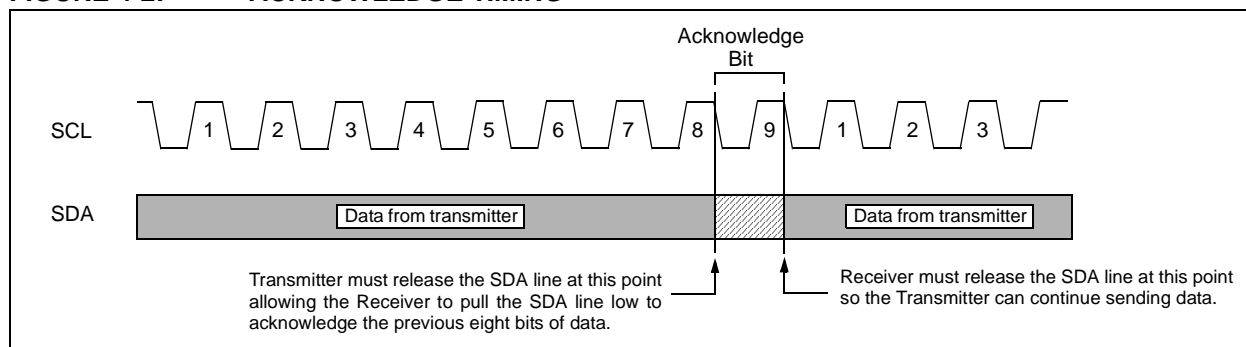 Acknowledge
Bit
SCL
1 2 3 4 5 6 7 8 9 1 2 3
SDA
Data from transmitter
Data from transmitter
Transmitter must release the SDA line at this point
allowing the Receiver to pull the SDA line low to
acknowledge the previous eight bits of data.
Receiver must release the SDA line at this point
so the Transmitter can continue sending data.